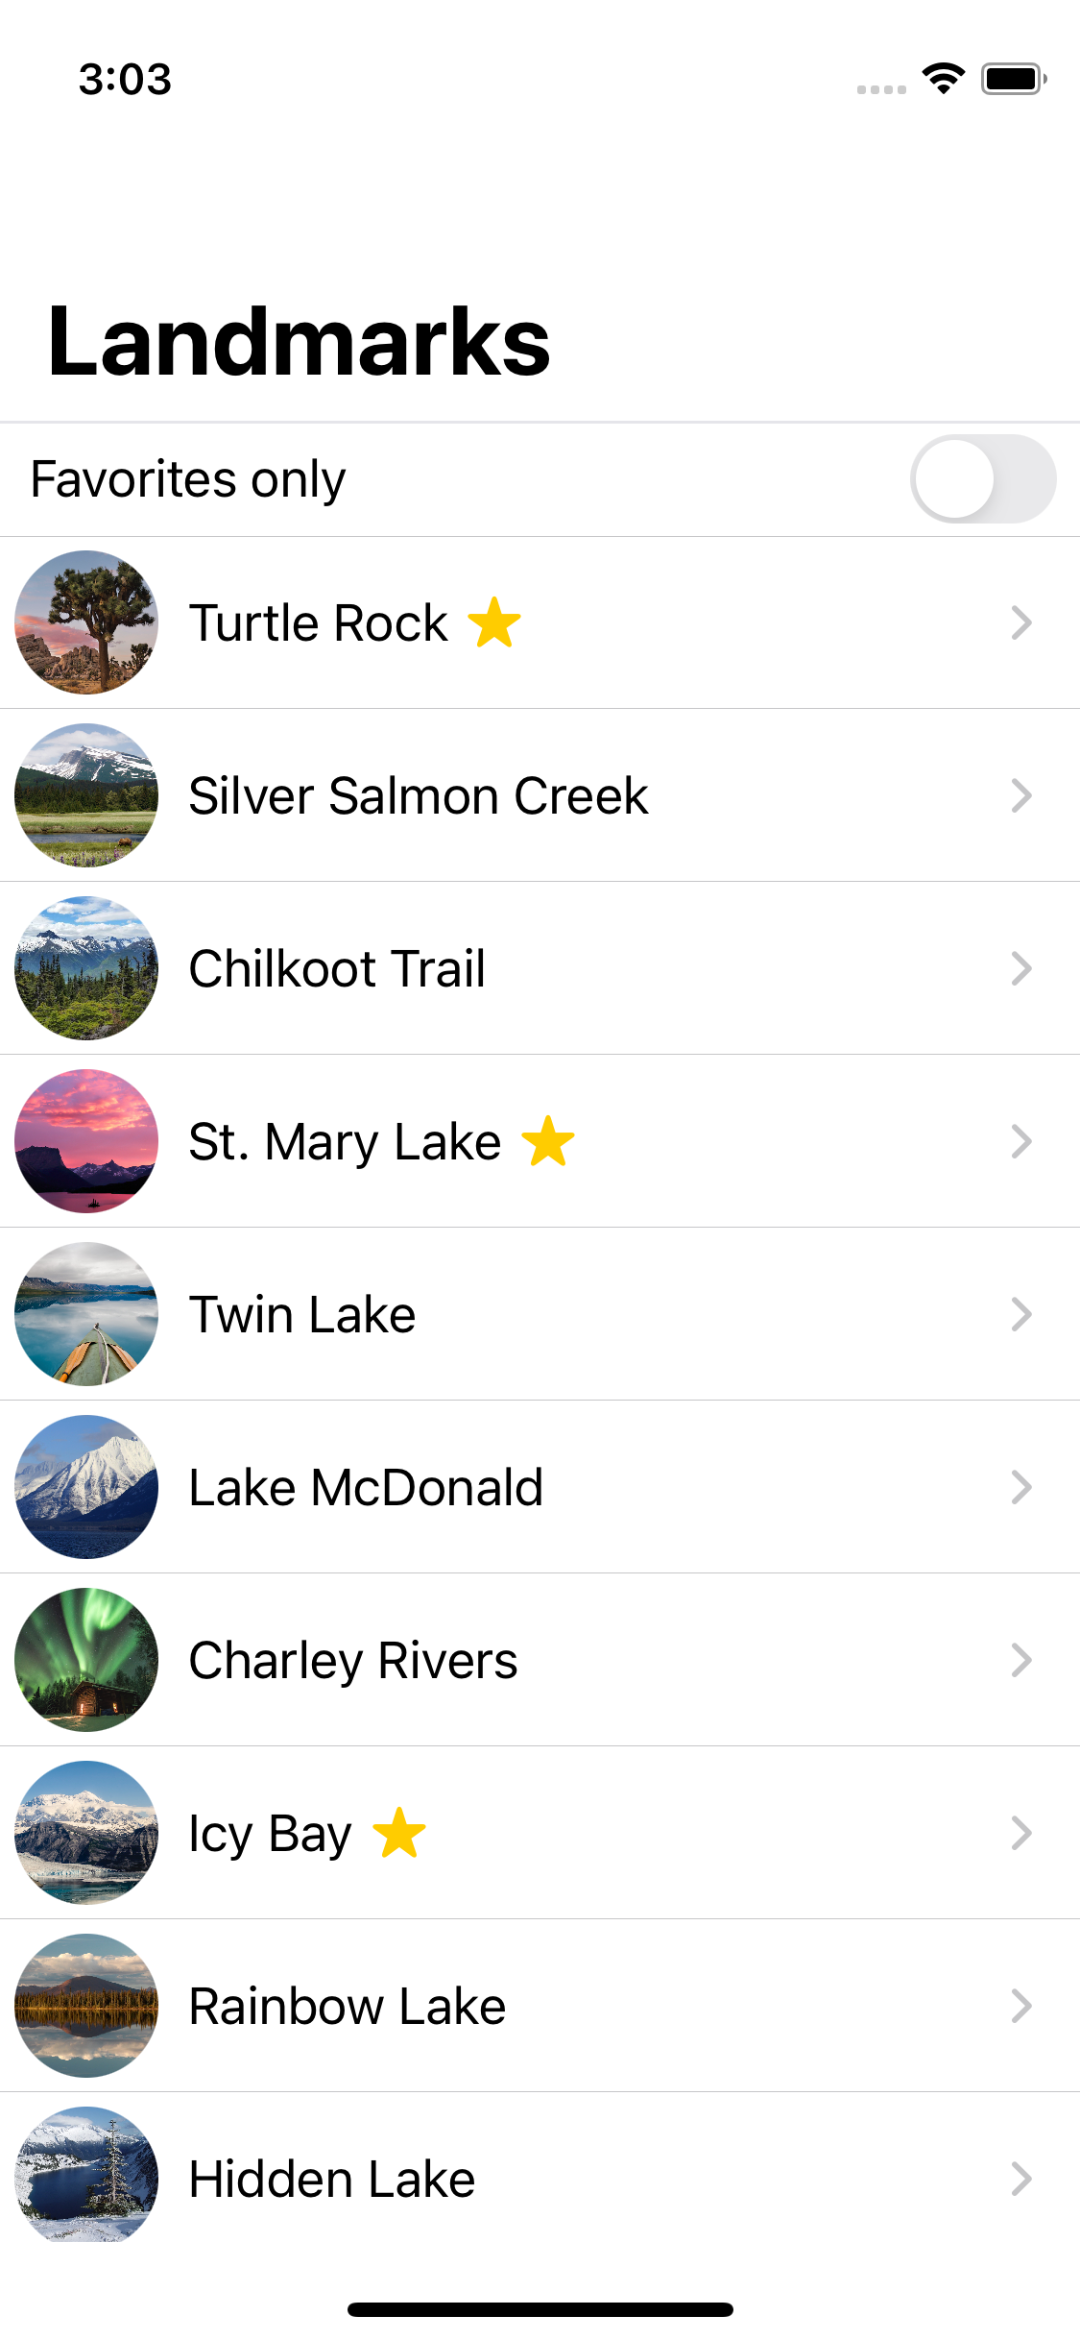 3:03
Landmarks
Favorites only
Turtle Rock
Silver Salmon Creek
Chilkoot Trail
St. Mary Lake
Twin Lake
Lake McDonald
Charley Rivers
Icy Bay
Rainbow Lake
Hidden Lake